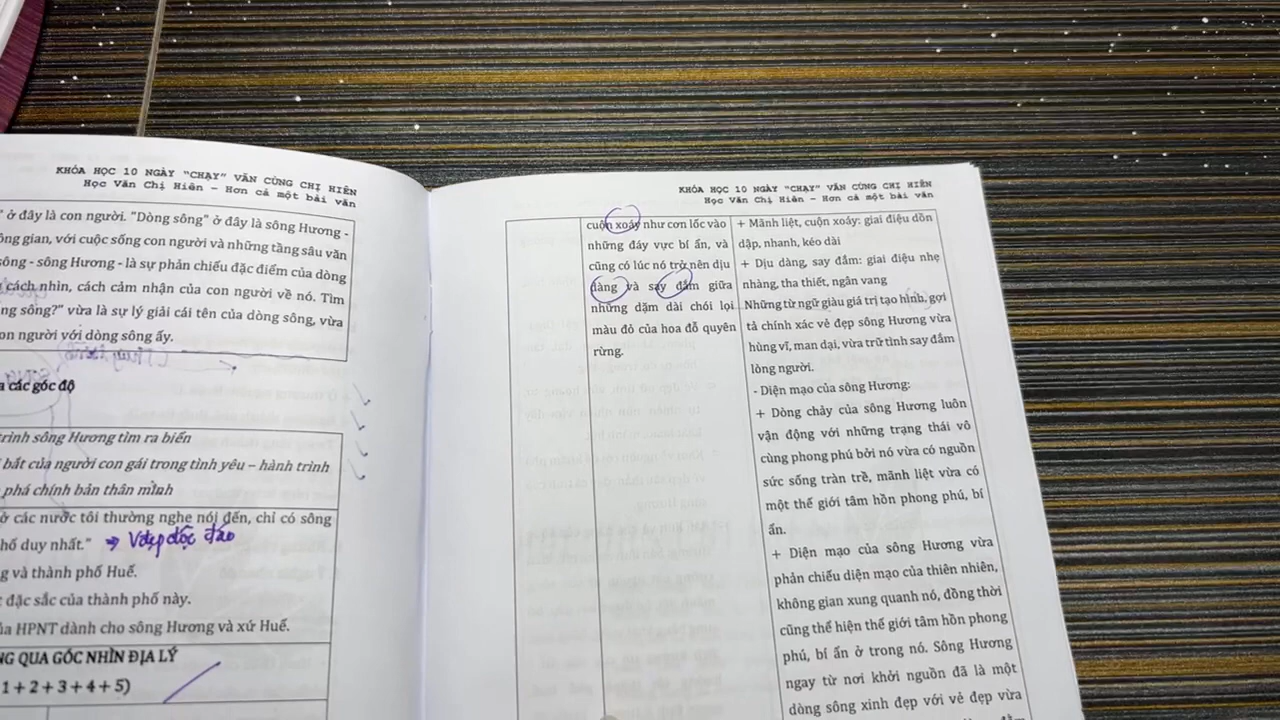 KHÓA HỌC 10 NGÀY "CHẠY" VĂN CÙNG CHỊ HIÊN
Học Văn Chị Hiên – Hơn cả một bài văn
" ở đây là con người. "Dòng sông" ở đây là sông Hương -
ông gian, với cuộc sống con người và những tầng sâu văn
sông - sông Hương - là sự phản chiếu đặc điểm của dòng
cách nhìn, cách cảm nhận của con người về nó. Tìm
ng sông?" vừa là sự lý giải cái tên của dòng sông, vừa
on người với dòng sông ấy.
a các góc độ
trình sông Hương tìm ra biển
bắt của người con gái trong tình yêu – hành trình
phá chính bản thân mình
ở các nước tôi thường nghe nói đến, chỉ có sông
hố duy nhất." → Vđẹp độc đáo
g và thành phố Huế.
đặc sắc của thành phố này.
ủa HPNT dành cho sông Hương và xứ Huế.
NG QUA GÓC NHÌN ĐỊA LÝ
1 + 2 + 3 + 4 + 5)
KHÓA HỌC 10 NGÀY "CHẠY" VĂN CÙNG CHỊ HIÊN
Học Văn Chị Hiên – Hơn cả một bài văn
cuộn xoáy như cơn lốc vào
những đáy vực bí ẩn, và
cũng có lúc nó trở nên dịu
dàng và say đắm giữa
những dặm dài chói lọi
màu đỏ của hoa đỗ quyên
rừng.
+ Mãnh liệt, cuộn xoáy: giai điệu dồn
dập, nhanh, kéo dài
+ Dịu dàng, say đắm: giai điệu nhẹ
nhàng, tha thiết, ngân vang
Những từ ngữ giàu giá trị tạo hình, gợi
tả chính xác vẻ đẹp sông Hương vừa
hùng vĩ, man dại, vừa trữ tình say đắm
lòng người.
- Diện mạo của sông Hương:
+ Dòng chảy của sông Hương luôn
vận động với những trạng thái vô
cùng phong phú bởi nó vừa có nguồn
sức sống tràn trề, mãnh liệt vừa có
một thế giới tâm hồn phong phú, bí
ẩn.
+ Diện mạo của sông Hương vừa
phản chiếu diện mạo của thiên nhiên,
không gian xung quanh nó, đồng thời
cũng thể hiện thế giới tâm hồn phong
phú, bí ẩn ở trong nó. Sông Hương
ngay từ nơi khởi nguồn đã là một
dòng sông xinh đẹp với vẻ đẹp vừa